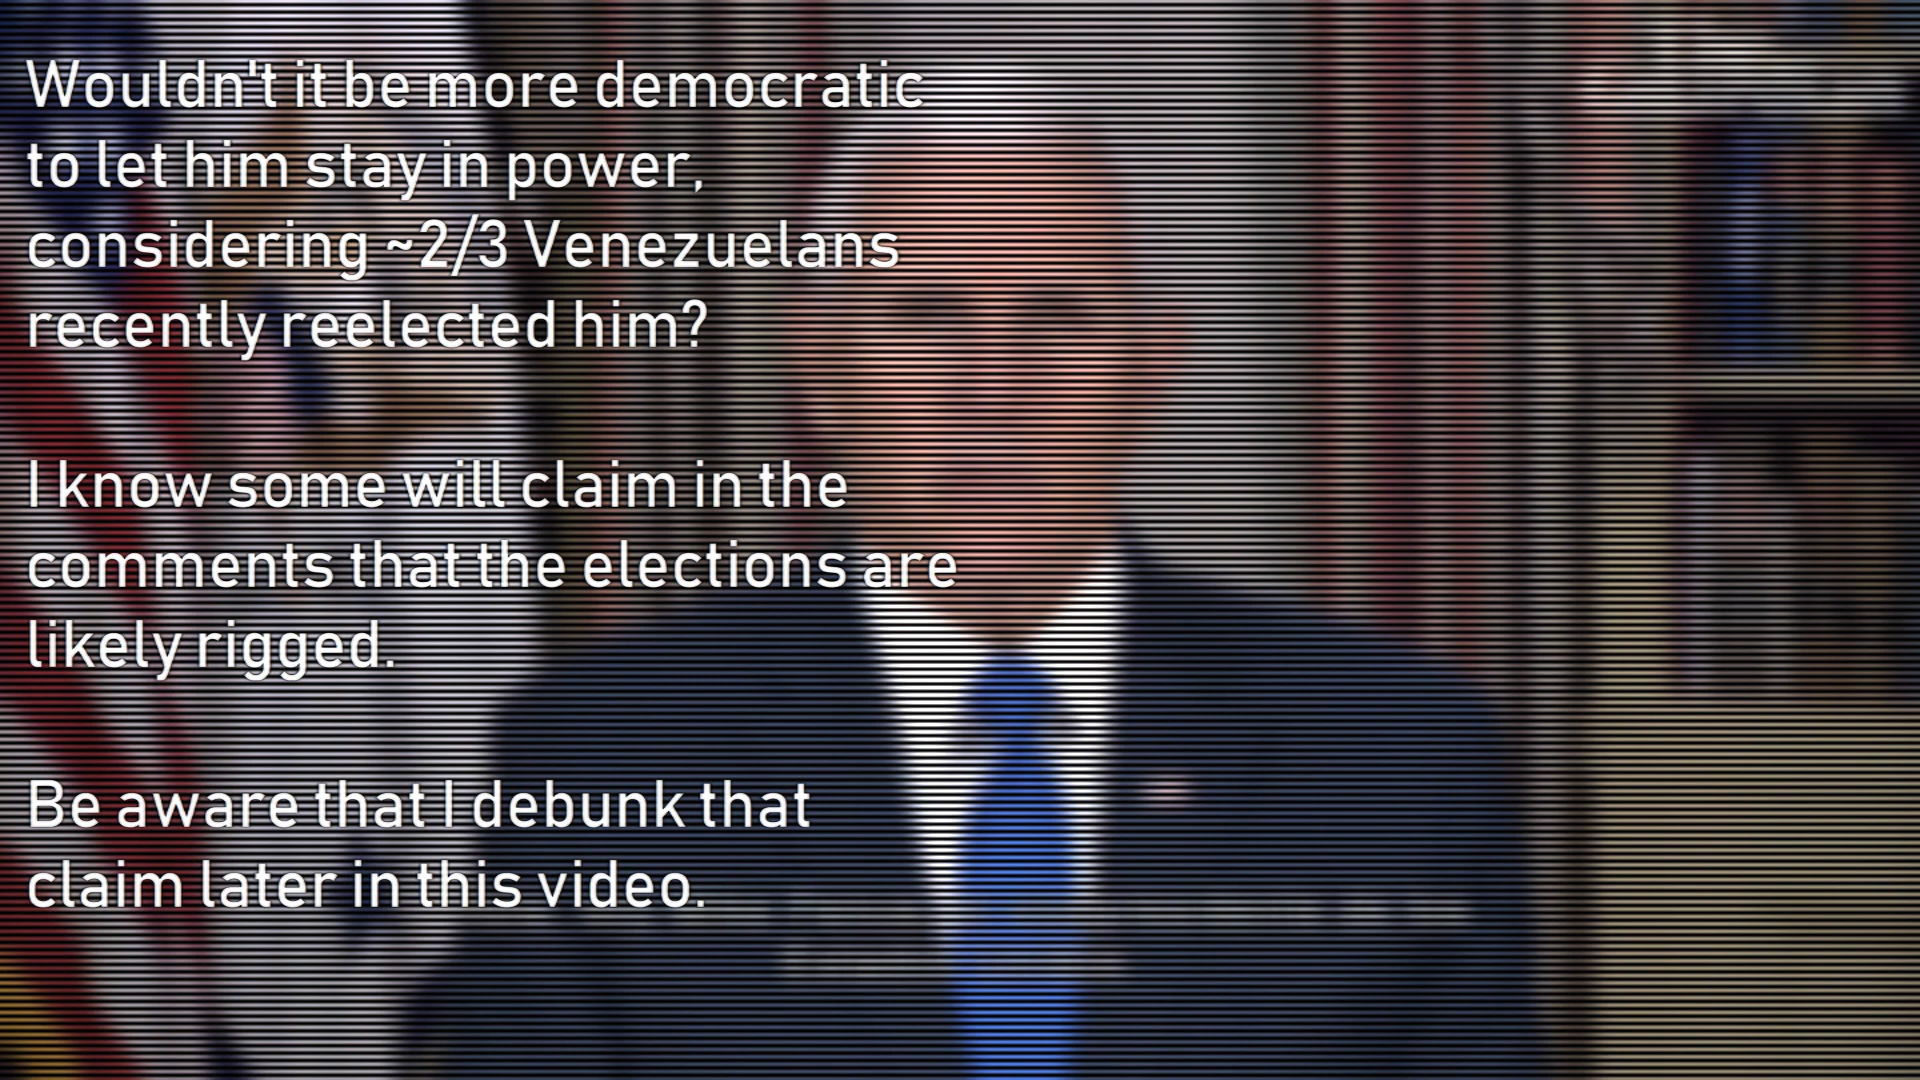 Wouldn't it be more democratic
to let him stay in power,
considering ~2/3 Venezuelans
recently reelected him?
I know some will claim in the
comments that the elections are
likely rigged.
Be aware that I debunk that
claim later in this video.